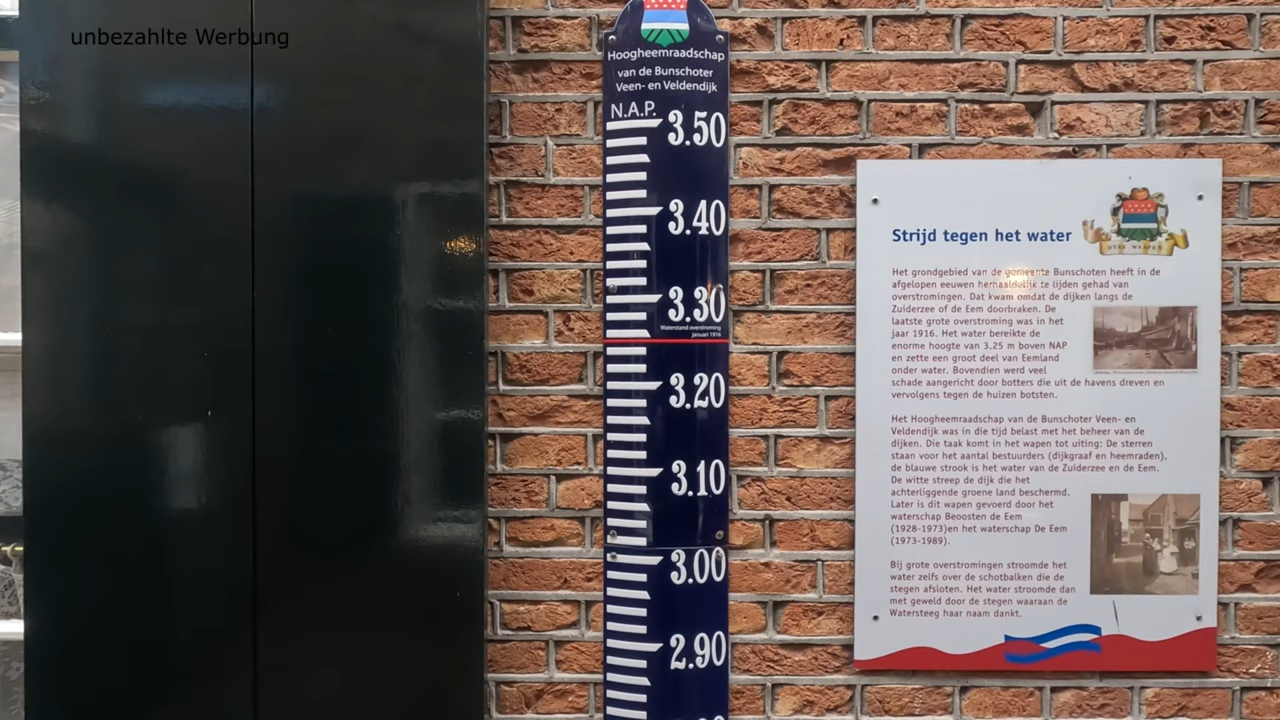 unbezahlte Werbung
Hoogheemraadschap
van de Bunschoter
Veen- en Veldendijk
N.A.P.
3.50
3.40
3.30
Waterstand overstroming
Januari 1916
3.20
3.10
3.00
2.90
DYKS WAAPEN
Strijd tegen het water
Het grondgebied van de gemeente Bunschoten heeft in de
afgelopen eeuwen herhaaldelijk te lijden gehad van
overstromingen. Dat kwam omdat de dijken langs de
Zuiderzee of de Eem doorbraken. De
laatste grote overstroming was in het
jaar 1916. Het water bereikte de
enorme hoogte van 3.25 m boven NAP
en zette een groot deel van Eemland
onder water. Bovendien werd veel
schade aangericht door botters die uit de havens dreven en
vervolgens tegen de huizen botsten.
Het Hoogheemraadschap van de Bunschoter Veen- en
Veldendijk was in die tijd belast met het beheer van de
dijken. Die taak komt in het wapen tot uiting: De sterren
staan voor het aantal bestuurders (dijkgraaf en heemraden),
de blauwe strook is het water van de Zuiderzee en de Eem.
De witte streep de dijk die het
achterliggende groene land beschermd.
Later is dit wapen gevoerd door het
waterschap Beoosten de Eem
(1928-1973)en het waterschap De Eem
(1973-1989).
Bij grote overstromingen stroomde het
water zelfs over de schotbalken die de
stegen afsloten. Het water stroomde dan
met geweld door de stegen waaraan de
Watersteeg haar naam dankt.